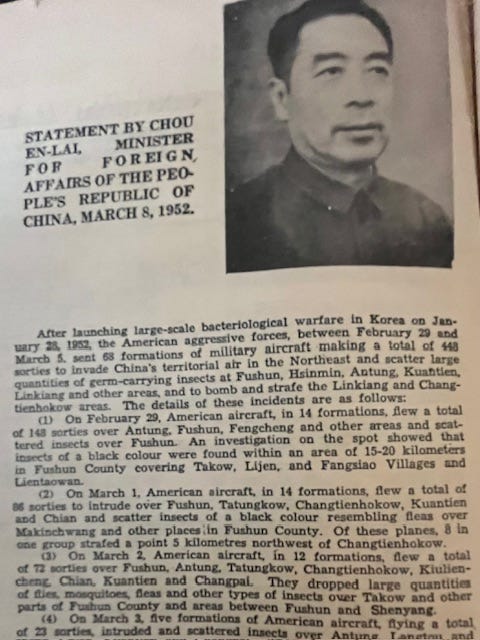 STATEMENT BY CHOU
EN-LAI, MINISTER
FOR FOREIGN
AFFAIRS OF THE PEO-
PLE'S REPUBLIC OF
CHINA, MARCH 8, 1952.
After launching large-scale bacteriological warfare in Korea on Jan-
uary 28, 1952, the American aggressive forces, between February 29 and
March 5, sent 68 formations of military aircraft making a total of 448
sorties to invade China's territorial air in the Northeast and scatter large
quantities of germ-carrying insects at Fushun, Hsinmin, Antung, Kuantien,
Linkiang and other areas, and to bomb and strafe the Linkiang and Chang-
tienhokow areas. The details of these incidents are as follows:
(1) On February 29, American aircraft, in 14 formations, flew a total
of 148 sorties over Antung, Fushun, Fengcheng and other areas and scat-
tered insects over Fushun. An investigation on the spot showed that
insects of a black colour were found within an area of 15-20 kilometers
in Fushun County covering Takow, Lijen, and Fangsiao Villages and
Lientaowan.
(2) On March 1, American aircraft, in 14 formations, flew a total of
86 sorties to intrude over Fushun, Tatungkow, Changtienhokow, Kuantien
and Chian and scatter insects of a black colour resembling fleas over
Makinchwang and other places in Fushun County. Of these planes, 8 in
one group strafed a point 5 kilometres northwest of Changtienhokow.
(3) On March 2, American aircraft, in 12 formations, flew a total
of 72 sorties over Fushun, Antung, Tatungkow, Changtienhokow, Kiulien-
cheng, Chian, Kuantien and Changpai. They dropped large quantities
of flies, mosquitoes, fleas and other types of insects over Takow and other
parts of Fushun County and areas between Fushun and Shenyang.
(4) On March 3, five formations of American aircraft, flying a total
of 23 sorties, intruded and scattered insects over Antung, and